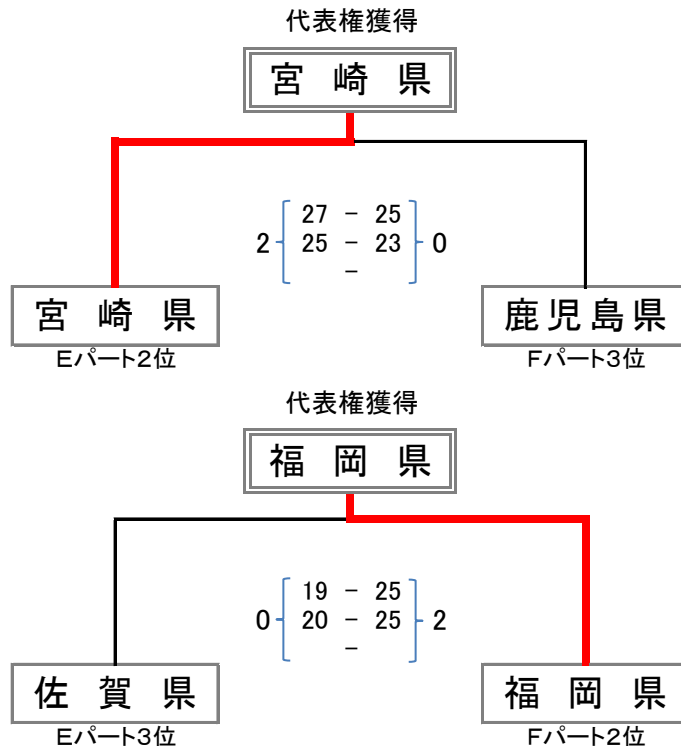 代表権獲得
宮崎県
27 - 25
2 25 - 23 0
-
宮崎県 鹿児島県
Eパート2位 Fパート3位
代表権獲得
福岡県
19 - 25
0 20 - 25 2
-
佐賀県 福岡県
Eパート3位 Fパート2位